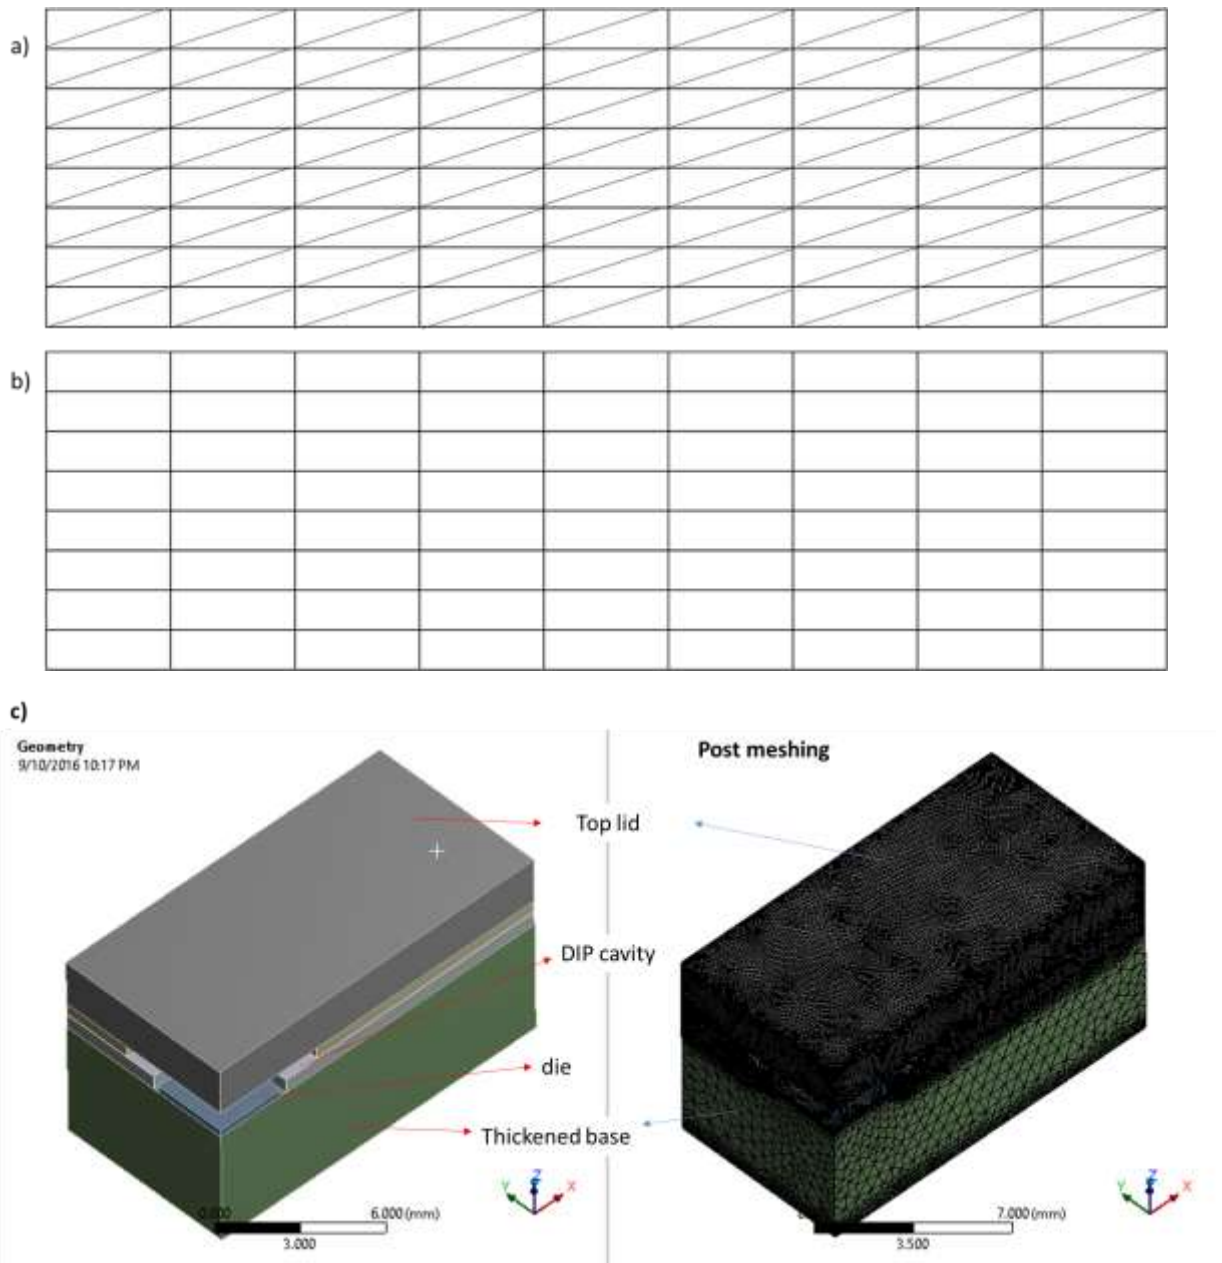 a)
b)
c)
Geometry
9/10/2016 10:17 PM
Post meshing
Top lid
DIP cavity
die
Thickened base
Z
Y
X
6.000 (mm)
3.000
Z
Y
X
7.000 (mm)
3.500